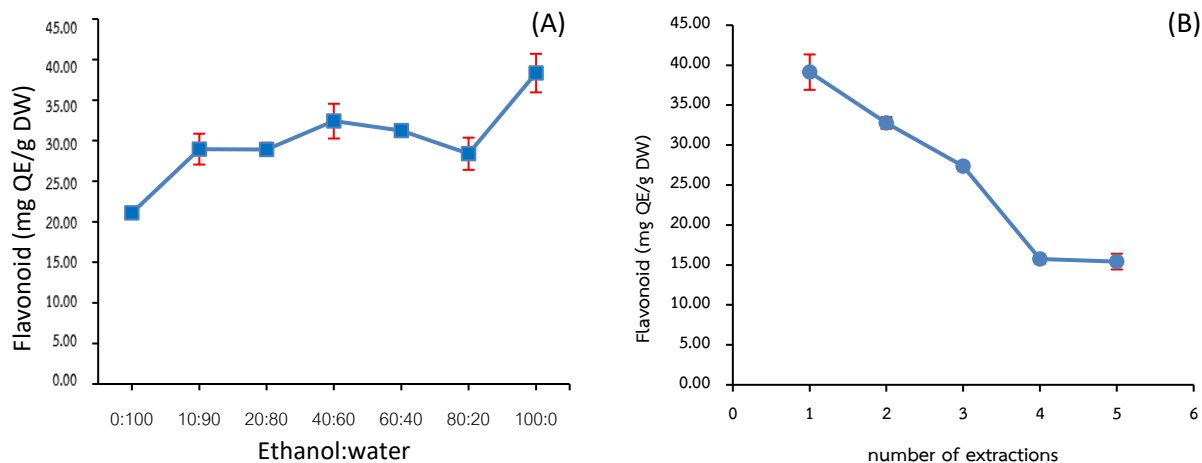 (A)
Flavonoid (mg QE/g DW)
45.00
40.00
35.00
30.00
25.00
20.00
15.00
10.00
5.00
0.00
0:100 10:90 20:80 40:60 60:40 80:20 100:0
Ethanol:water
(B)
Flavonoid (mg QE/g DW)
45.00
40.00
35.00
30.00
25.00
20.00
15.00
10.00
5.00
0.00
0 1 2 3 4 5 6
number of extractions